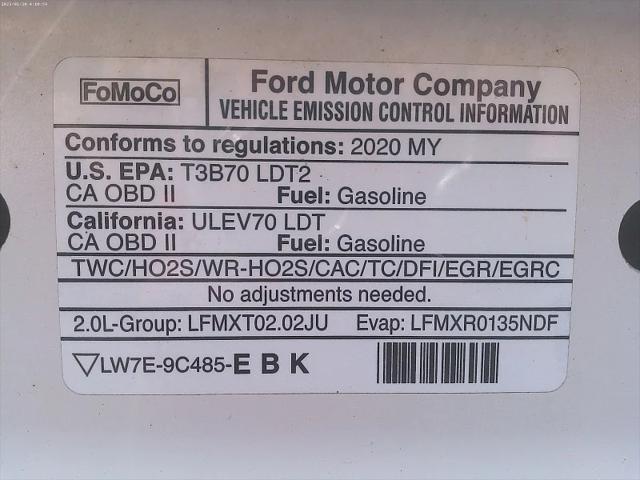 FoMoCo
Ford Motor Company
VEHICLE EMISSION CONTROL INFORMATION
Conforms to regulations: 2020 MY
U.S. EPA: T3B70 LDT2
CA OBD II Fuel: Gasoline
California: ULEV70 LDT
CA OBD II Fuel: Gasoline
TWC/HO2S/WR-HO2S/CAC/TC/DFI/EGR/EGRC
No adjustments needed.
2.0L-Group: LFMXT02.02JU Evap: LFMXR0135NDF
LW7E-9C485-E B K